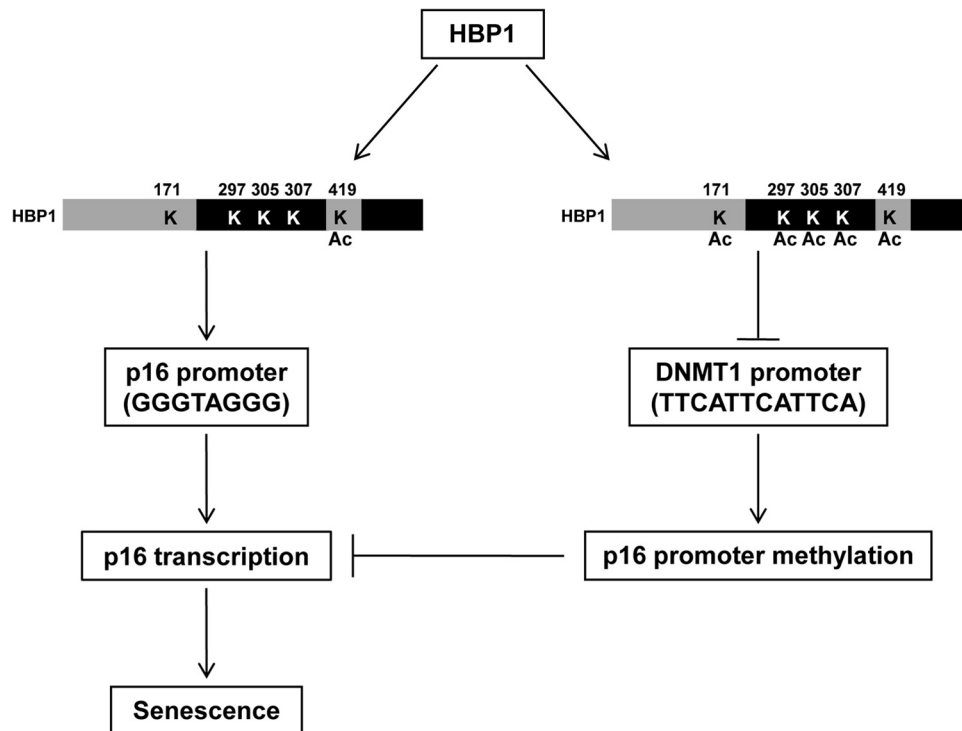 HBP1
171 297 305 307 419
HBP1 K K K K K
Ac
171 297 305 307 419
HBP1 K K K K K
Ac Ac Ac Ac Ac
p16 promoter
(GGGTAGGG)
DNMT1 promoter
(TTCATTCATTCA)
p16 transcription
p16 promoter methylation
Senescence